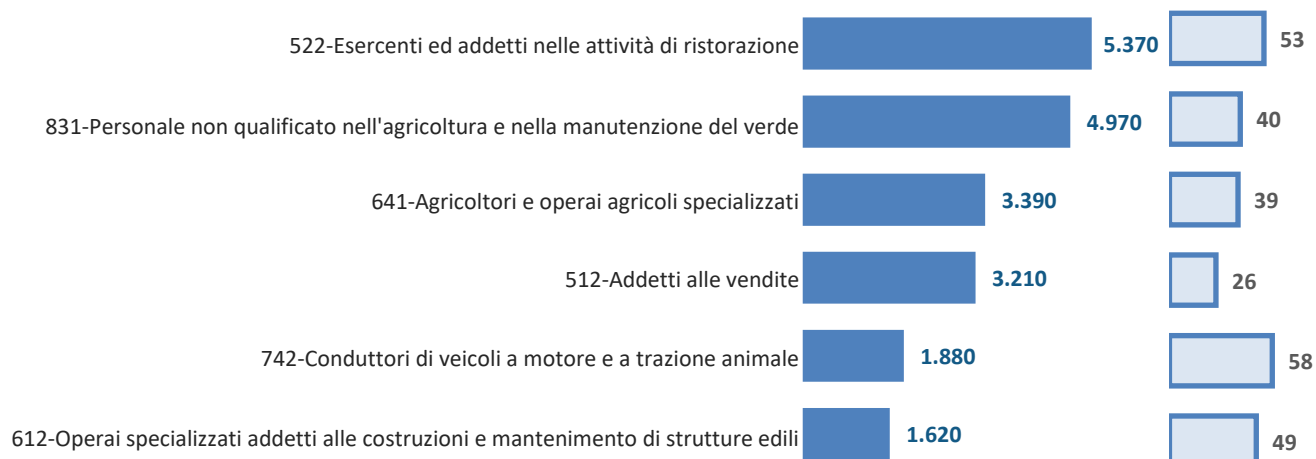 522-Esercenti ed addetti nelle attività di ristorazione 5.370 53
831-Personale non qualificato nell'agricoltura e nella manutenzione del verde 4.970 40
641-Agricoltori e operai agricoli specializzati 3.390 39
512-Addetti alle vendite 3.210 26
742-Conduttori di veicoli a motore e a trazione animale 1.880 58
612-Operai specializzati addetti alle costruzioni e mantenimento di strutture edili 1.620 49